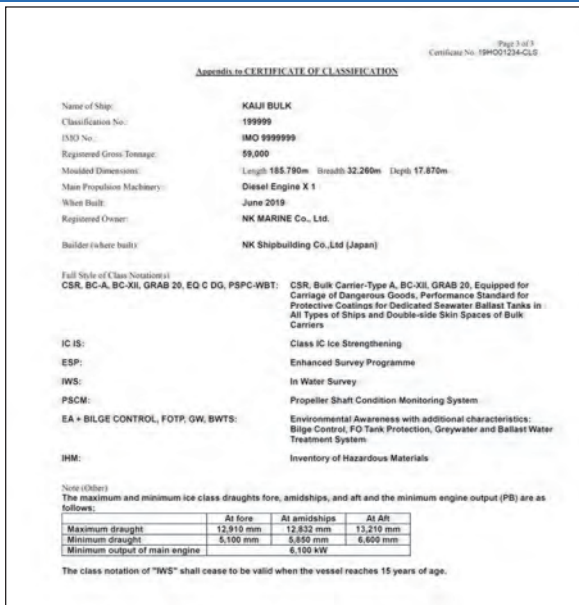 Page 3 of 3
Certificate No. 19HO01234-CLS
Appendix to CERTIFICATE OF CLASSIFICATION
Name of Ship: KAIJI BULK
Classification No.: 199999
IMO No.: IMO 9999999
Registered Gross Tonnage: 59,000
Moulded Dimensions: Length 185.790m Breadth 32.260m Depth 17.870m
Main Propulsion Machinery: Diesel Engine X 1
When Built: June 2019
Registered Owner: NK MARINE Co., Ltd.
Builder (where built): NK Shipbuilding Co.,Ltd (Japan)
Full Style of Class Notation(s)
CSR, BC-A, BC-XII, GRAB 20, EQ C DG, PSPC-WBT: CSR, Bulk Carrier-Type A, BC-XII, GRAB 20, Equipped for
Carriage of Dangerous Goods, Performance Standard for
Protective Coatings for Dedicated Seawater Ballast Tanks in
All Types of Ships and Double-side Skin Spaces of Bulk
Carriers
IC IS: Class IC Ice Strengthening
ESP: Enhanced Survey Programme
IWS: In Water Survey
PSCM: Propeller Shaft Condition Monitoring System
EA + BILGE CONTROL, FOTP, GW, BWTS: Environmental Awareness with additional characteristics:
Bilge Control, FO Tank Protection, Greywater and Ballast Water
Treatment System
IHM: Inventory of Hazardous Materials
Note (Other)
The maximum and minimum ice class draughts fore, amidships, and aft and the minimum engine output (PB) are as
follows;
At fore At amidships At Aft
Maximum draught 12,910 mm 12,832 mm 13,210 mm
Minimum draught 5,100 mm 5,850 mm 6,600 mm
Minimum output of main engine 6,100 kW
The class notation of "IWS" shall cease to be valid when the vessel reaches 15 years of age.